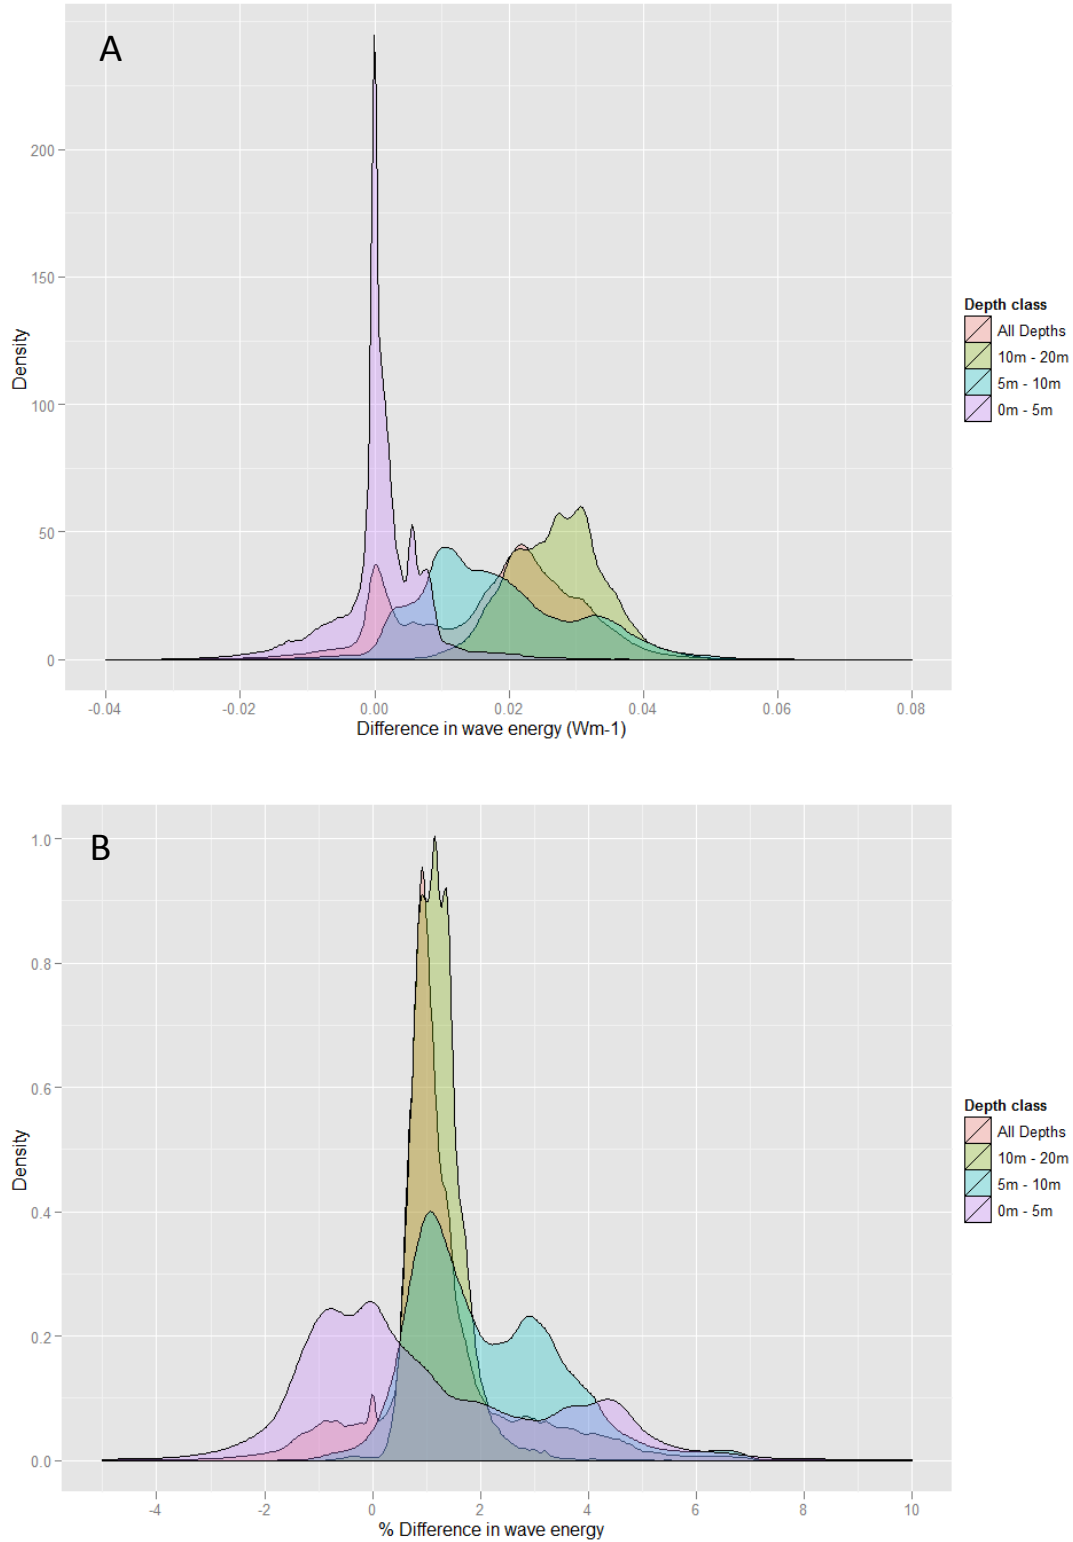 A
200
150
100
50
0
Density
-0.04 -0.02 0.00 0.02 0.04 0.06 0.08
Difference in wave energy (Wm-1)
Depth class
All Depths
10m - 20m
5m - 10m
0m - 5m
B
1.0
0.8
0.6
0.4
0.2
0.0
Density
-4 -2 0 2 4 6 8 10
% Difference in wave energy
Depth class
All Depths
10m - 20m
5m - 10m
0m - 5m